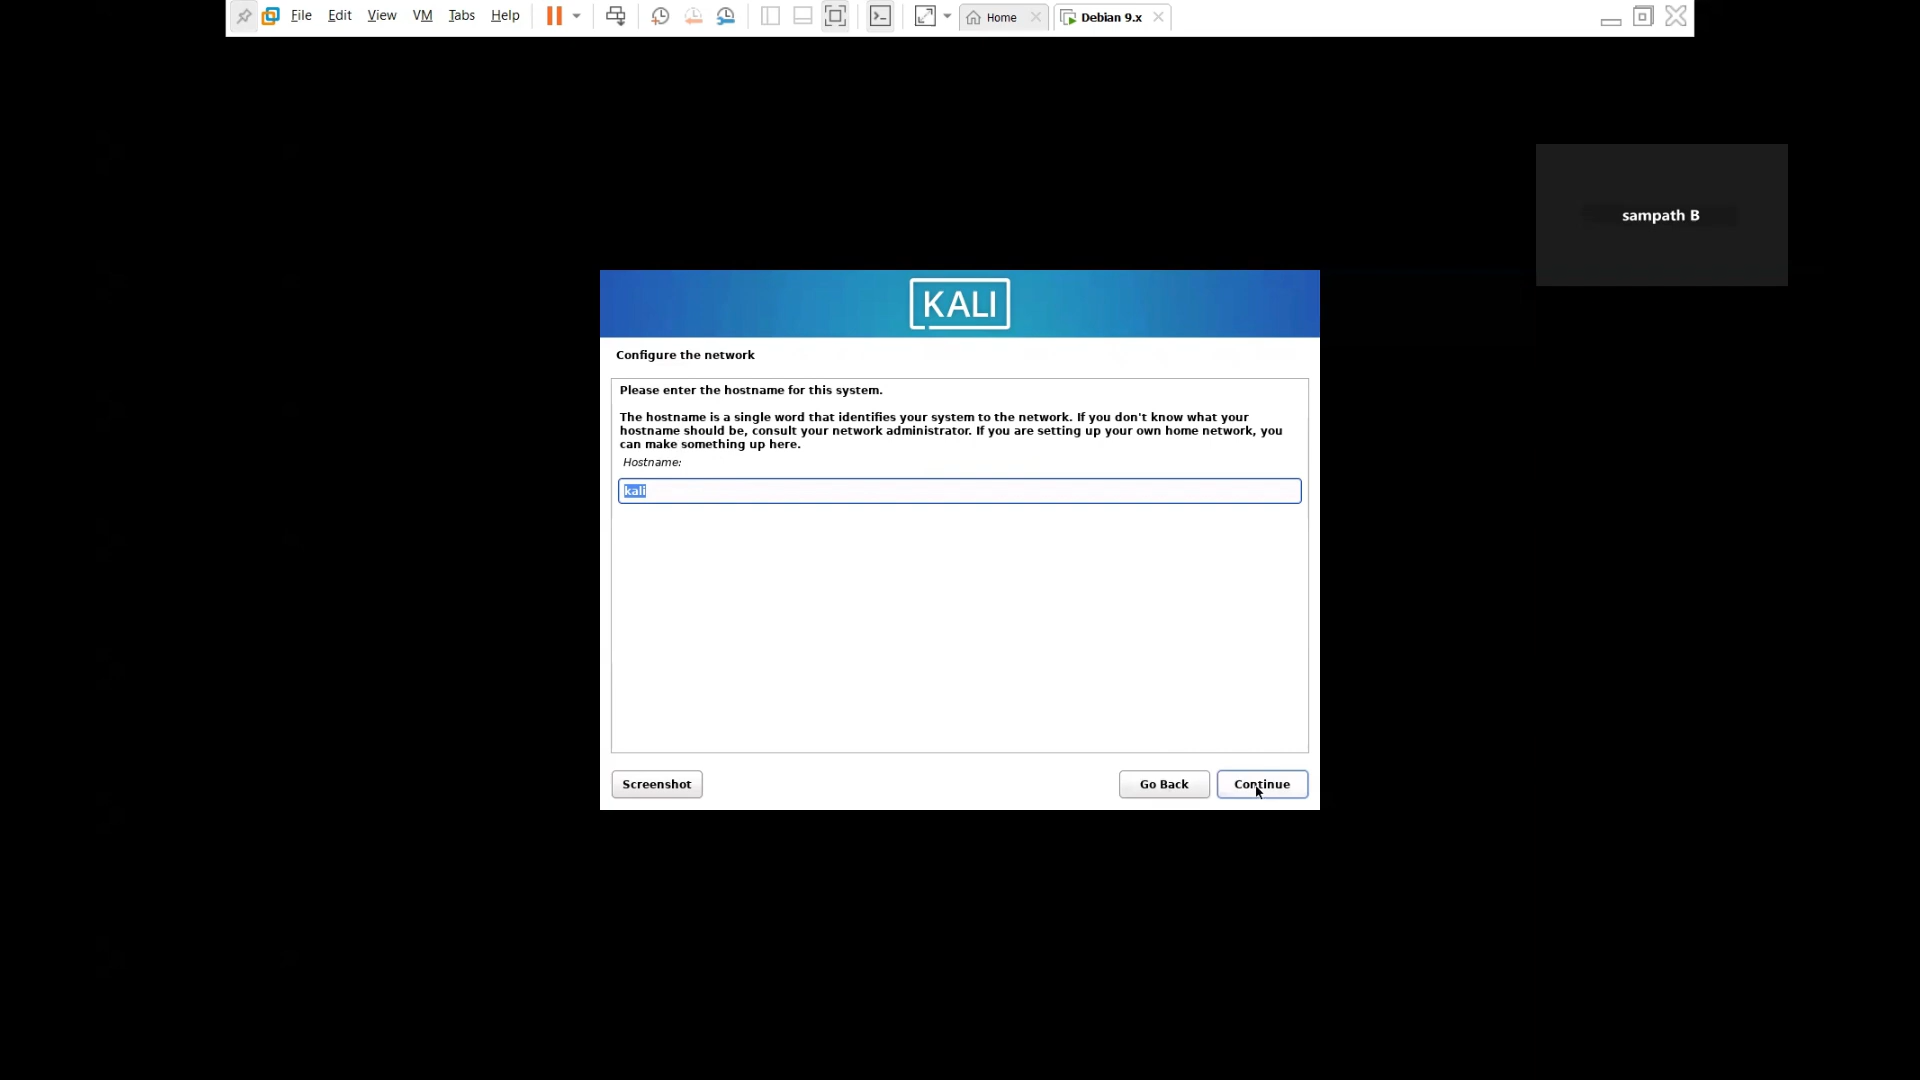 File Edit View VM Tabs Help Home Debian 9.x
sampath B
KALI
Configure the network
Please enter the hostname for this system.
The hostname is a single word that identifies your system to the network. If you don't know what your
hostname should be, consult your network administrator. If you are setting up your own home network, you
can make something up here.
Hostname:
kali
Screenshot Go Back Continue